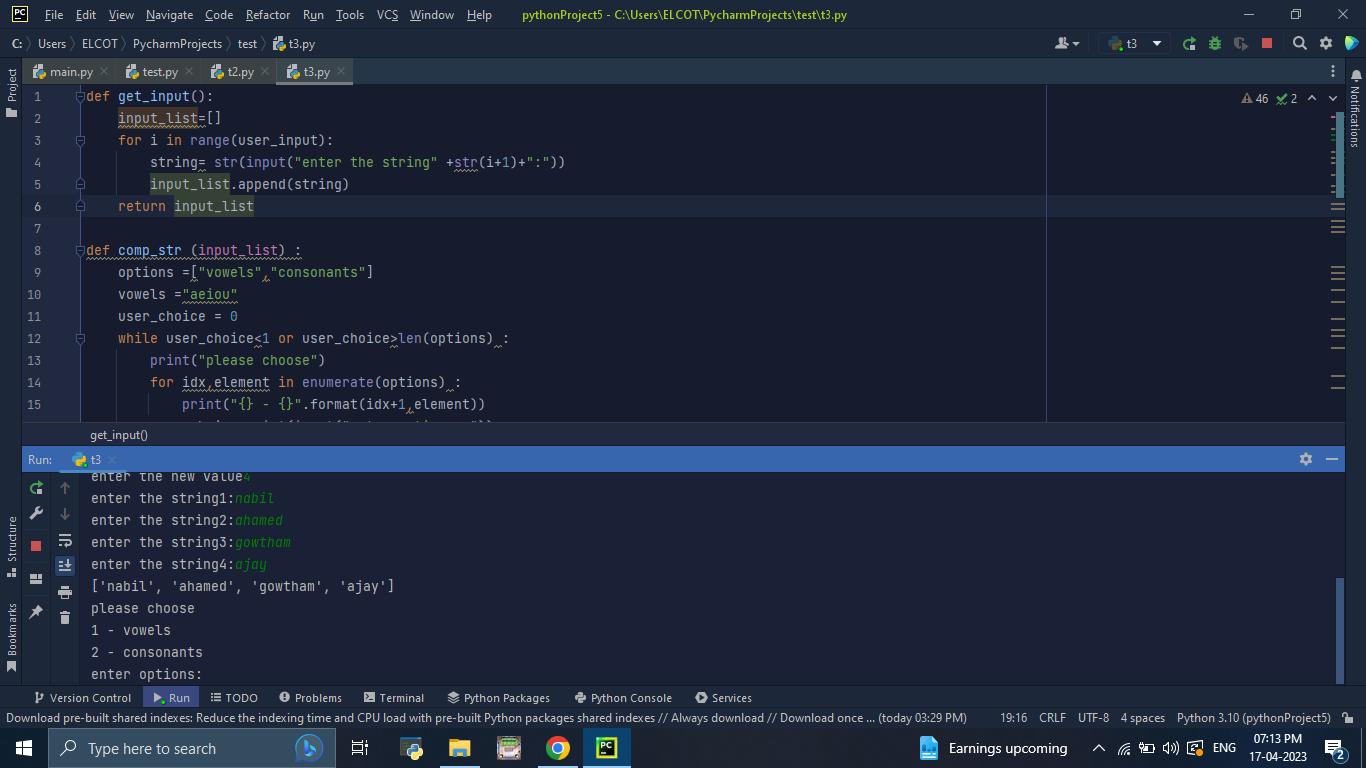 File Edit View Navigate Code Refactor Run Tools VCS Window Help pythonProject5 - C:\Users\ELCOT\PycharmProjects\test\t3.py
C: Users ELCOT PycharmProjects test t3.py t3
Project
main.py test.py t2.py t3.py
Notifications
46 2
1 def get_input():
2 input_list=[]
3 for i in range(user_input):
4 string= str(input("enter the string" +str(i+1)+":"))
5 input_list.append(string)
6 return input_list
7
8 def comp_str (input_list) :
9 options =["vowels","consonants"]
10 vowels ="aeiou"
11 user_choice = 0
12 while user_choice<1 or user_choice>len(options) :
13 print("please choose")
14 for idx,element in enumerate(options) :
15 print("{} - {}".format(idx+1,element))
get_input()
Run: t3
enter the new value4
enter the string1:nabil
enter the string2:ahamed
enter the string3:gowtham
enter the string4:ajay
['nabil', 'ahamed', 'gowtham', 'ajay']
please choose
1 - vowels
2 - consonants
enter options:
Structure
Bookmarks
Version Control Run TODO Problems Terminal Python Packages Python Console Services
Download pre-built shared indexes: Reduce the indexing time and CPU load with pre-built Python packages shared indexes // Always download // Download once ... (today 03:29 PM) 19:16 CRLF UTF-8 4 spaces Python 3.10 (pythonProject5)
Type here to search Earnings upcoming ENG 07:13 PM
17-04-2023 2